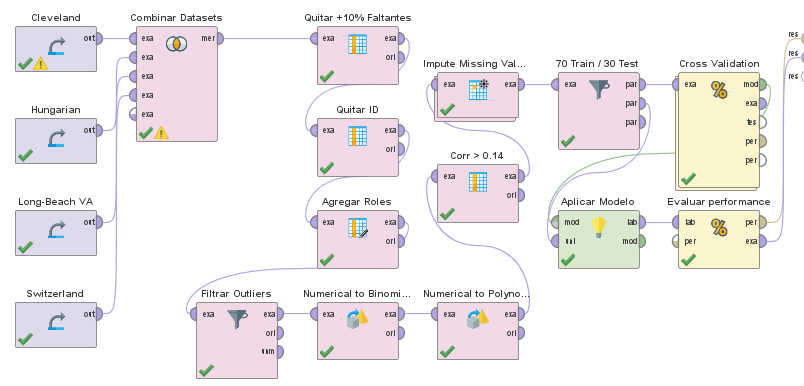 Cleveland
out
Hungarian
out
Long-Beach VA
out
Switzerland
out
Combinar Datasets
exa
exa
exa
exa
exa
mer
Quitar +10% Faltantes
exa
exa
ori
Quitar ID
exa
exa
ori
Agregar Roles
exa
exa
ori
Filtrar Outliers
exa
exa
ori
Numerical to Binomi...
exa
exa
ori
Numerical to Polyno...
exa
exa
ori
Corr > 0.14
exa
exa
ori
Impute Missing Val...
exa
exa
70 Train / 30 Test
exa
par
par
par
Cross Validation
exa
mod
exa
tes
per
per
Aplicar Modelo
mod
lab
mod
Evaluar performance
lab
per
per
exa
res
res
res